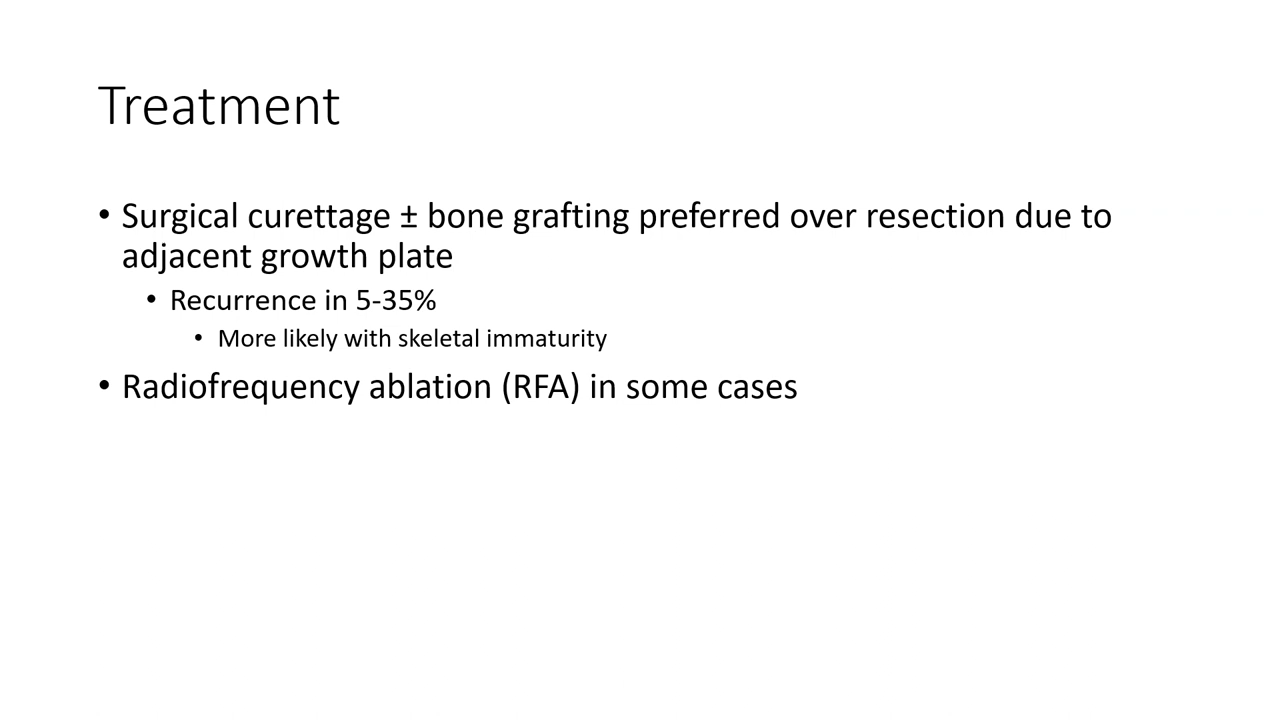 Treatment
• Surgical curettage ± bone grafting preferred over resection due to
adjacent growth plate
• Recurrence in 5-35%
• More likely with skeletal immaturity
• Radiofrequency ablation (RFA) in some cases